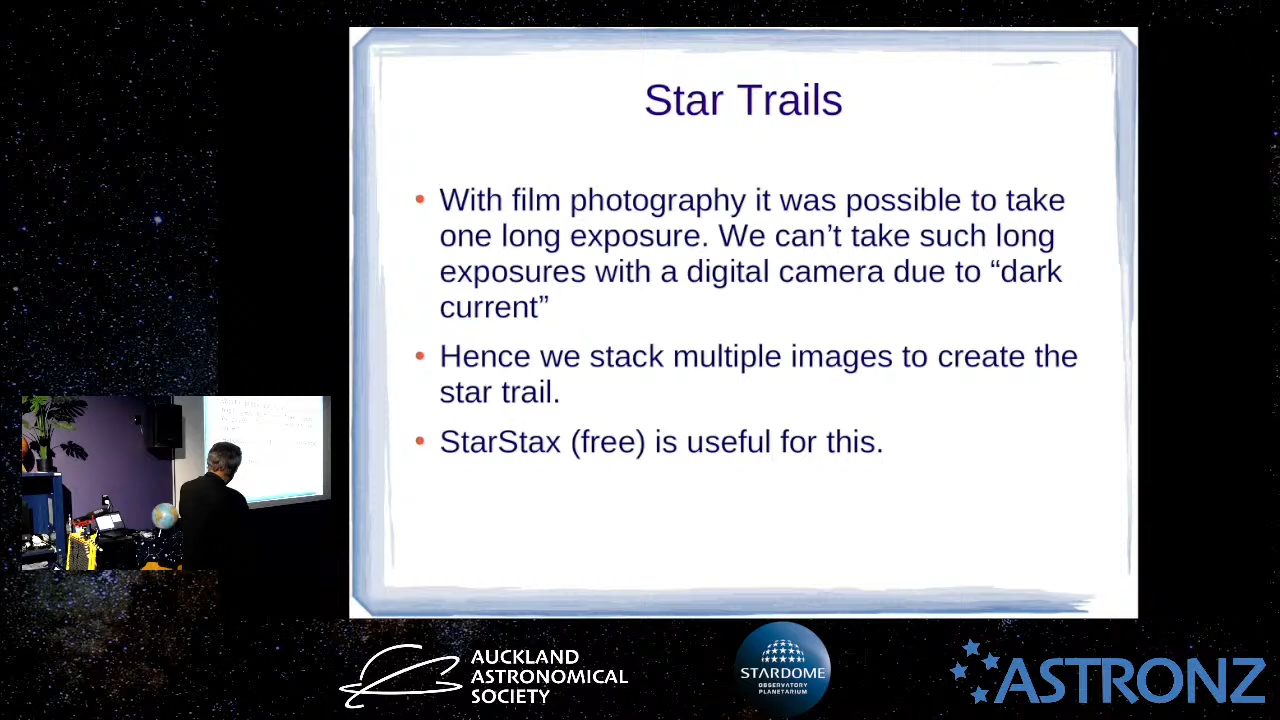 Star Trails
With film photography it was possible to take
one long exposure. We can’t take such long
exposures with a digital camera due to “dark
current”
Hence we stack multiple images to create the
star trail.
StarStax (free) is useful for this.
AUCKLAND
ASTRONOMICAL
SOCIETY
STARDOME
OBSERVATORY
PLANETARIUM
ASTRONZ